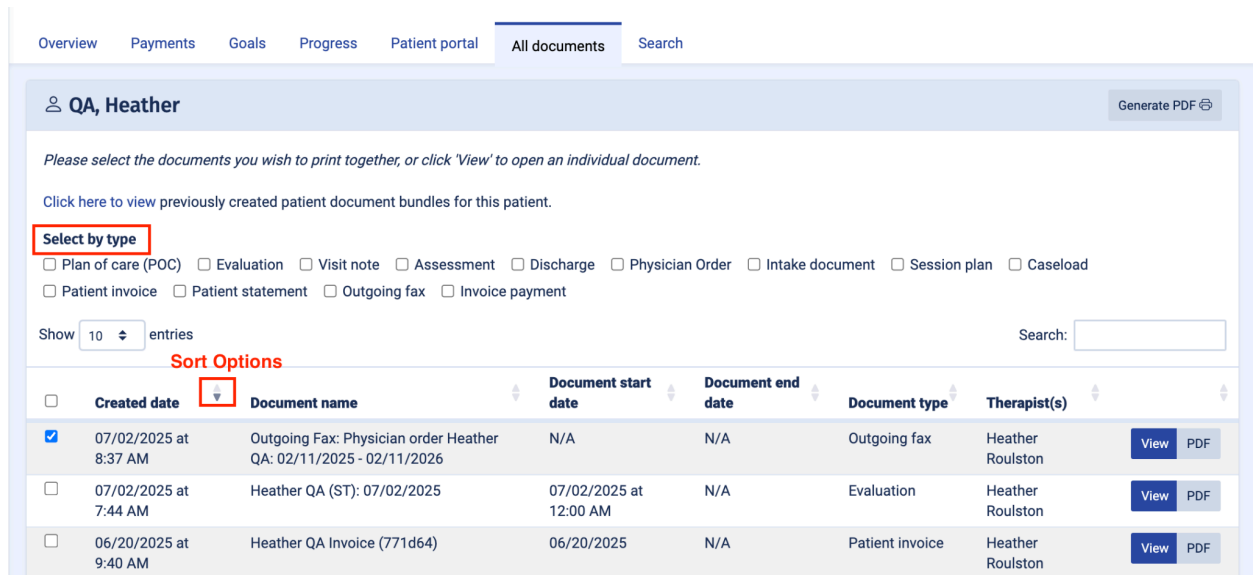 Overview Payments Goals Progress Patient portal All documents Search
QA, Heather Generate PDF
Please select the documents you wish to print together, or click 'View' to open an individual document.
Click here to view previously created patient document bundles for this patient.
Select by type
Plan of care (POC) Evaluation Visit note Assessment Discharge Physician Order Intake document Session plan Caseload
Patient invoice Patient statement Outgoing fax Invoice payment
Show 10 entries Search:
Sort Options
Created date Document name Document start date Document end date Document type Therapist(s)
07/02/2025 at 8:37 AM Outgoing Fax: Physician order Heather QA: 02/11/2025 - 02/11/2026 N/A N/A Outgoing fax Heather Roulston View PDF
07/02/2025 at 7:44 AM Heather QA (ST): 07/02/2025 07/02/2025 at 12:00 AM N/A Evaluation Heather Roulston View PDF
06/20/2025 at 9:40 AM Heather QA Invoice (771d64) 06/20/2025 N/A Patient invoice Heather Roulston View PDF